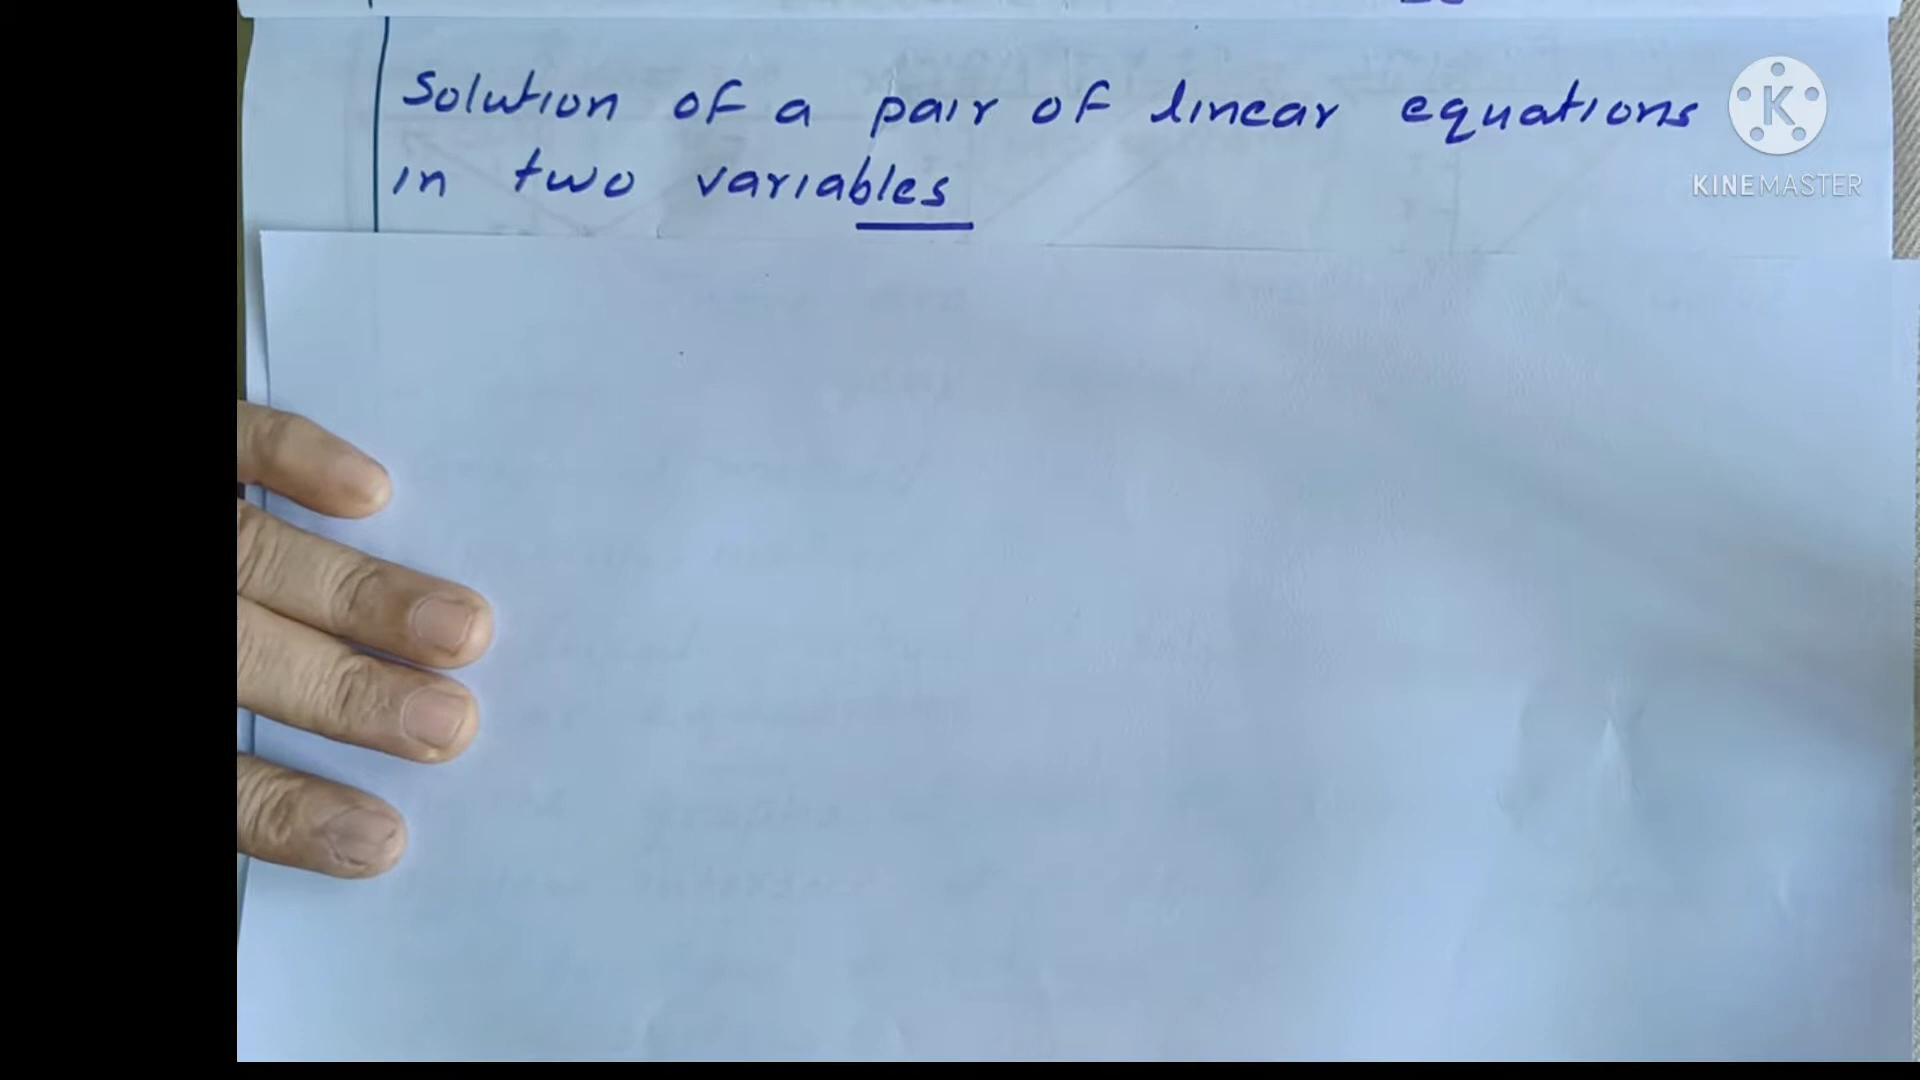 Solution of a pair of linear equations
in two variables
K
KINEMASTER